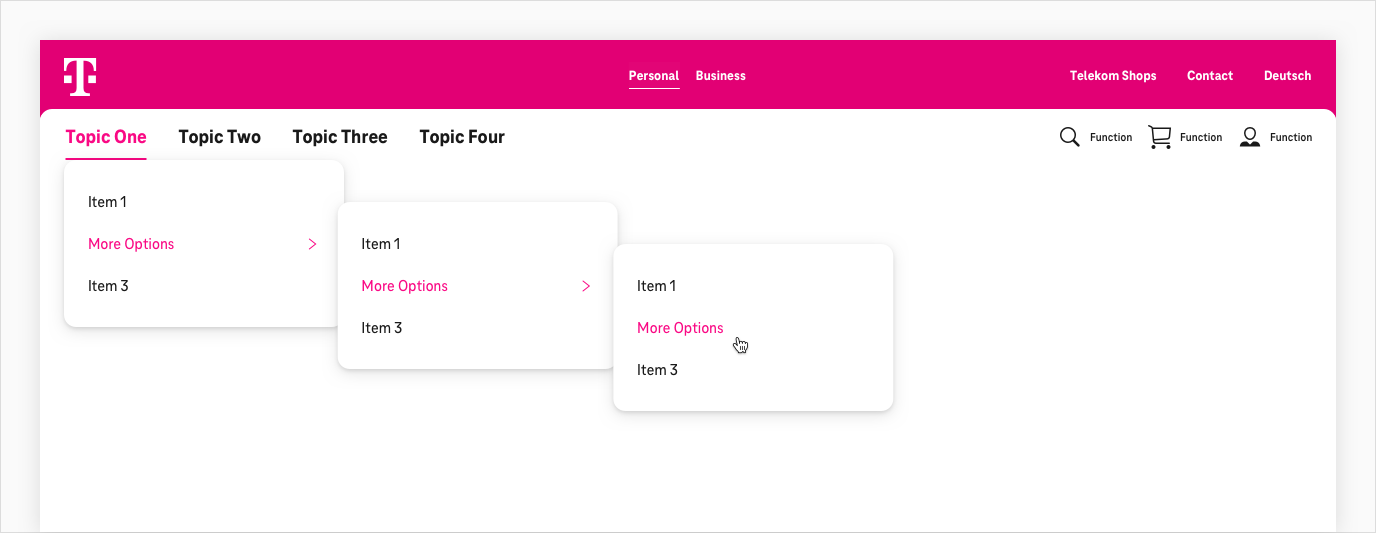 T
Personal Business
Telekom Shops Contact Deutsch
Topic One Topic Two Topic Three Topic Four
Function Function Function
Item 1
More Options
Item 3
Item 1
More Options
Item 3
Item 1
More Options
Item 3